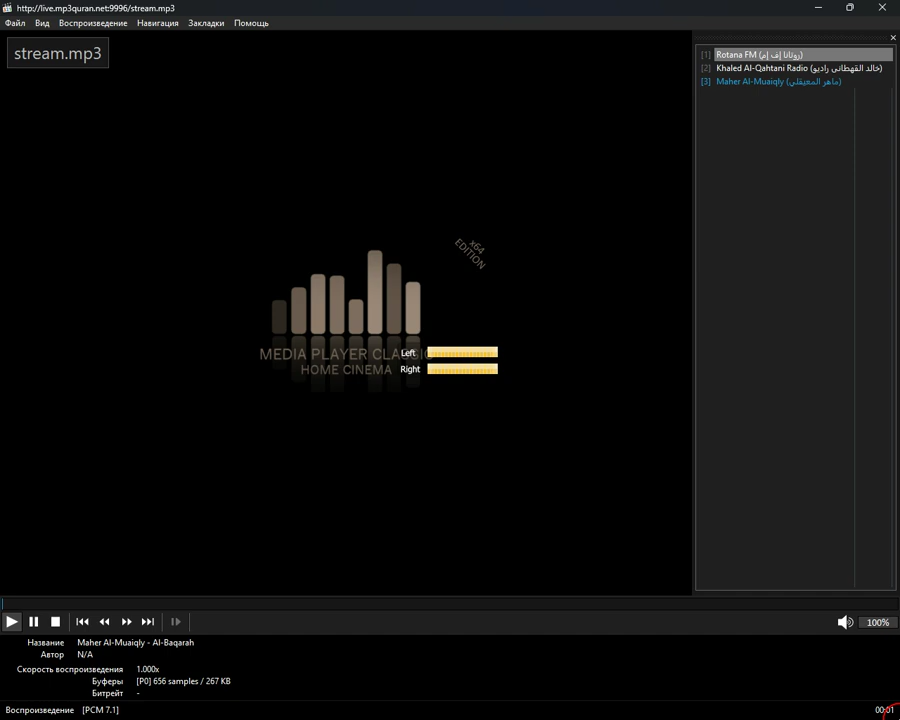 http://live.mp3quran.net:9996/stream.mp3
Файл Вид Воспроизведение Навигация Закладки Помощь
stream.mp3
[1] Rotana FM (روتانا إف إم)
[2] Khaled Al-Qahtani Radio (خالد القهطانى راديو)
[3] Maher Al-Muaiqly (ماهر المعيقلي)
x64
EDITION
MEDIA PLAYER CLASSIC
HOME CINEMA
Left
Right
100%
Название Maher Al-Muaiqly - Al-Baqarah
Автор N/A
Скорость воспроизведения 1.000x
Буферы [P0] 656 samples / 267 KB
Битрейт -
Воспроизведение [PCM 7.1] 00:01